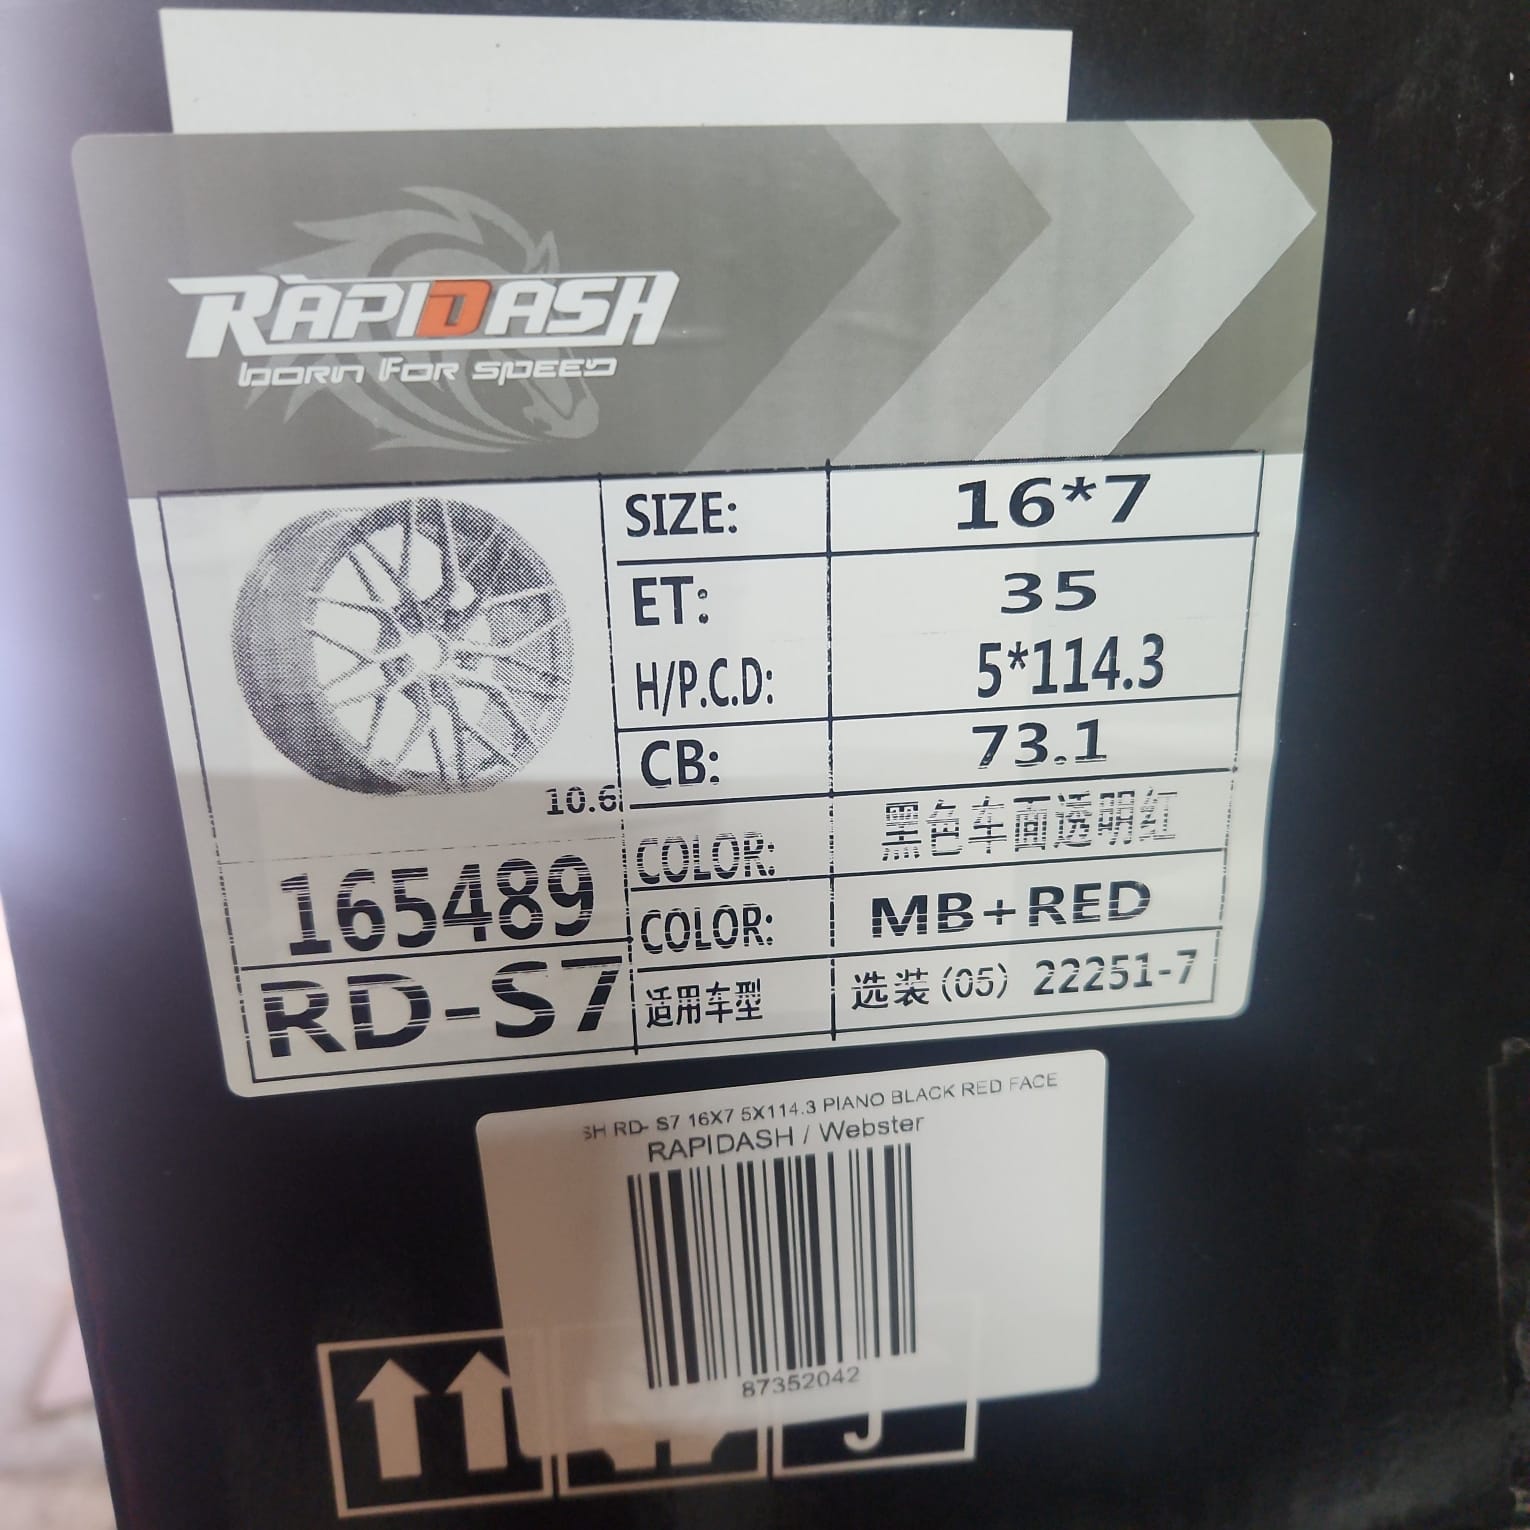 RAPIDASH
BORN FOR SPEED
SIZE: 16*7
ET: 35
H/P.C.D: 5*114.3
CB: 73.1
10.6
COLOR: 黑色车面透明红
165489
COLOR: MB+RED
RD-S7
适用车型 选装(05) 22251-7
SH RD- S7 16X7 5X114.3 PIANO BLACK RED FACE
RAPIDASH / Webster
87352042